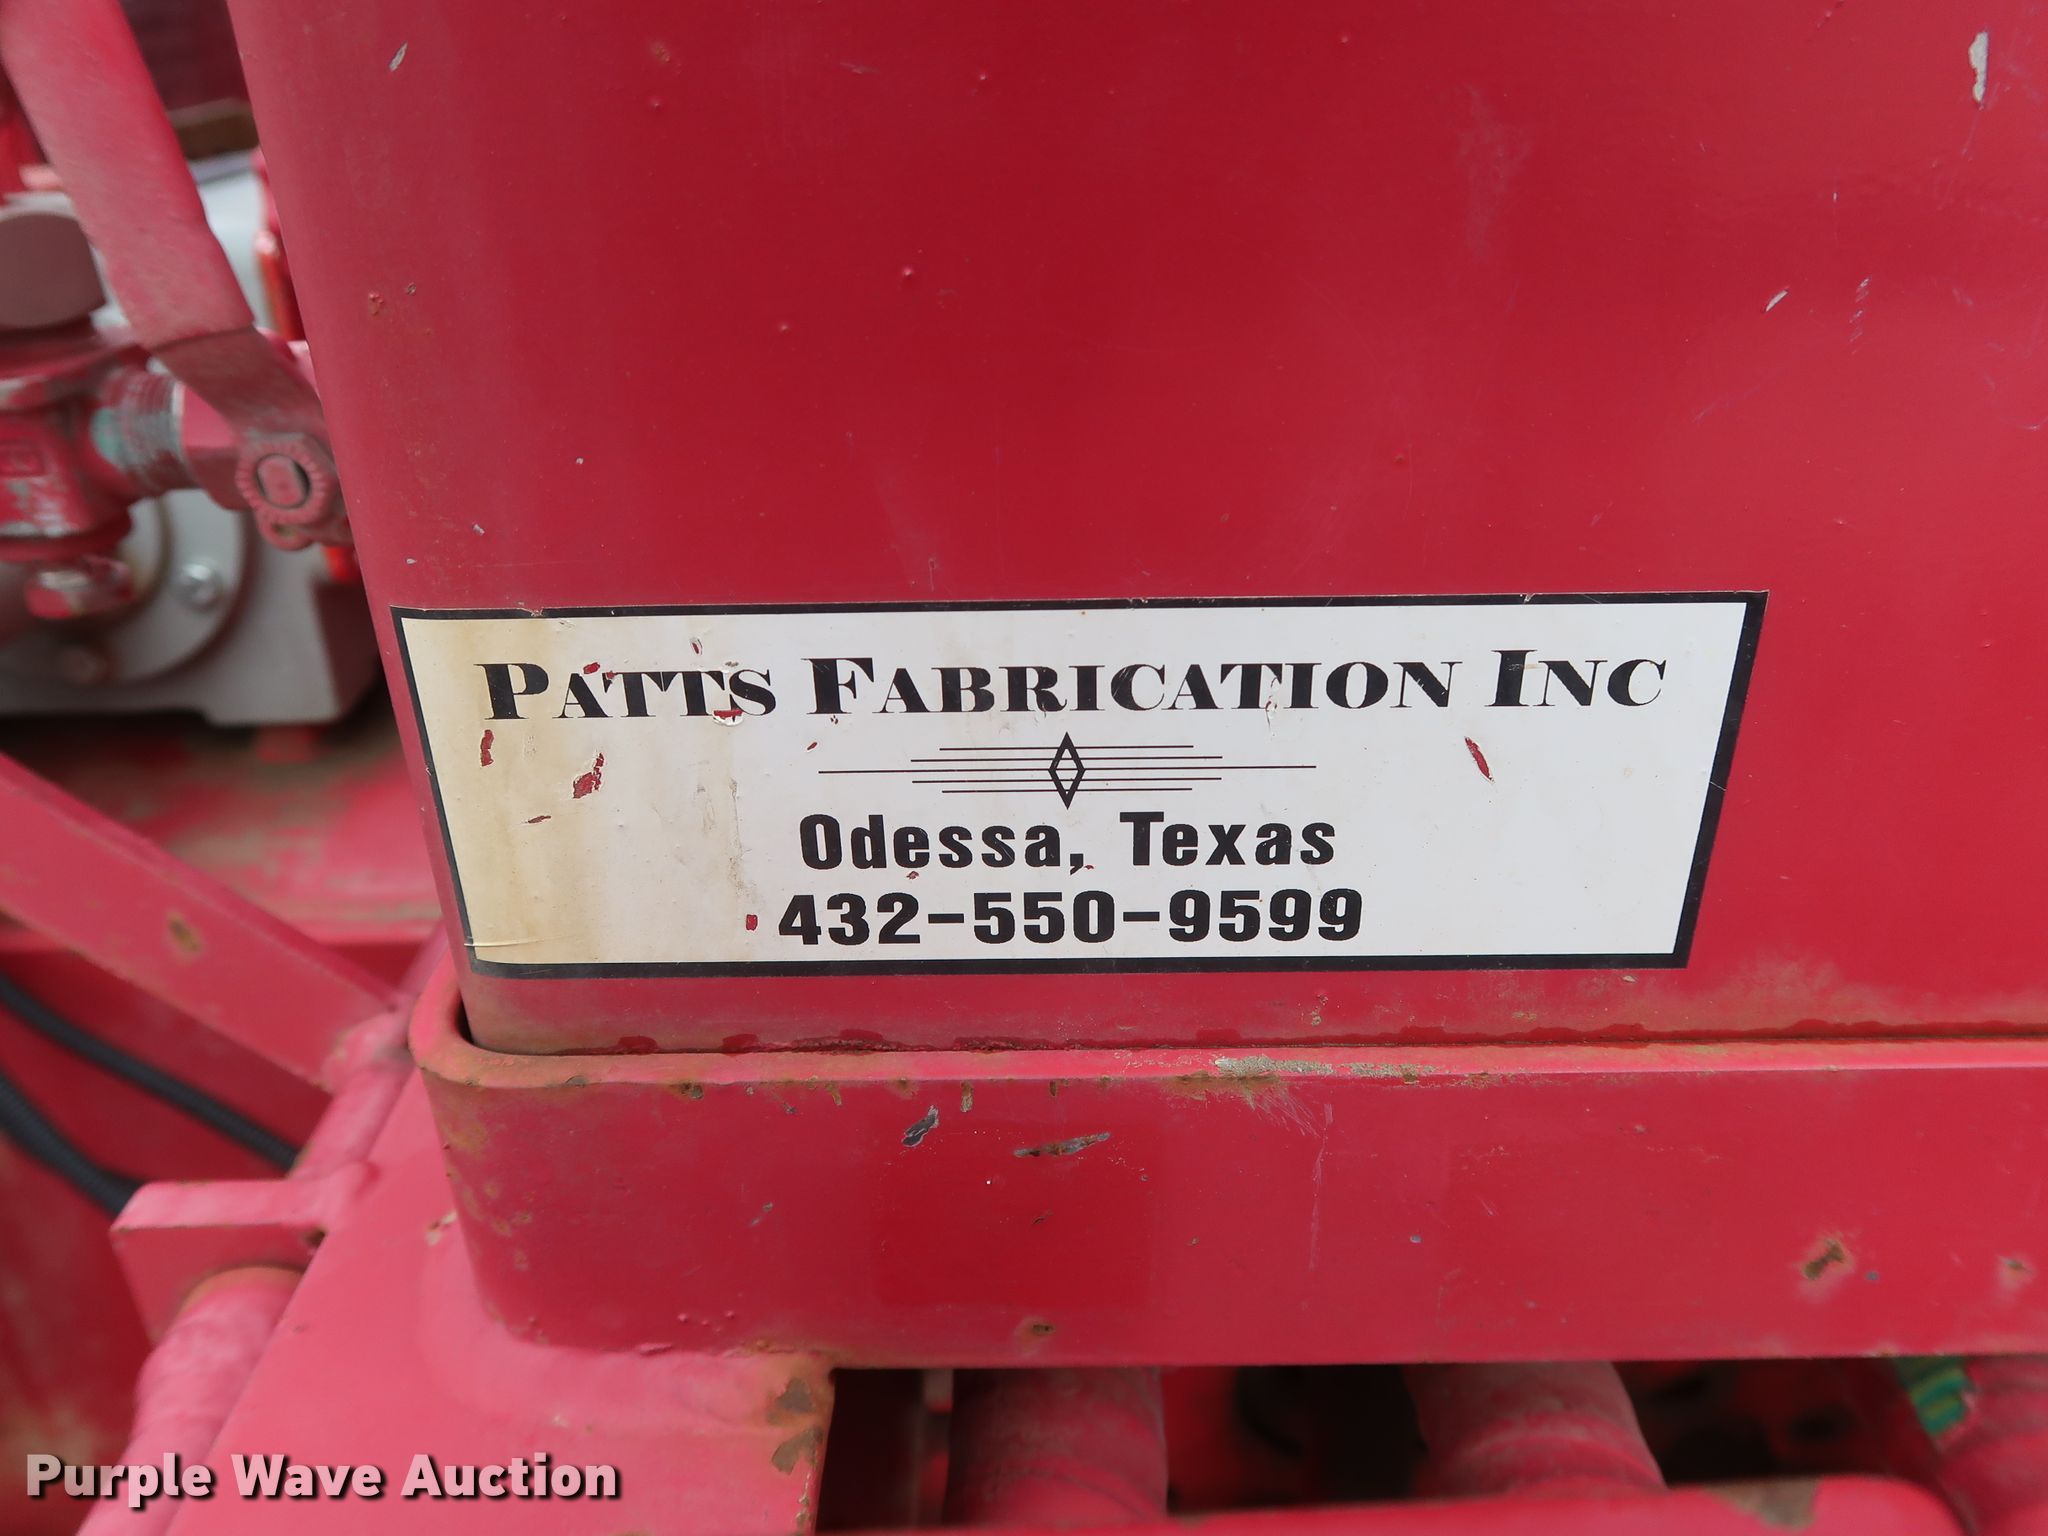 PATTS FABRICATION INC
Odessa, Texas
432-550-9599
Purple Wave Auction